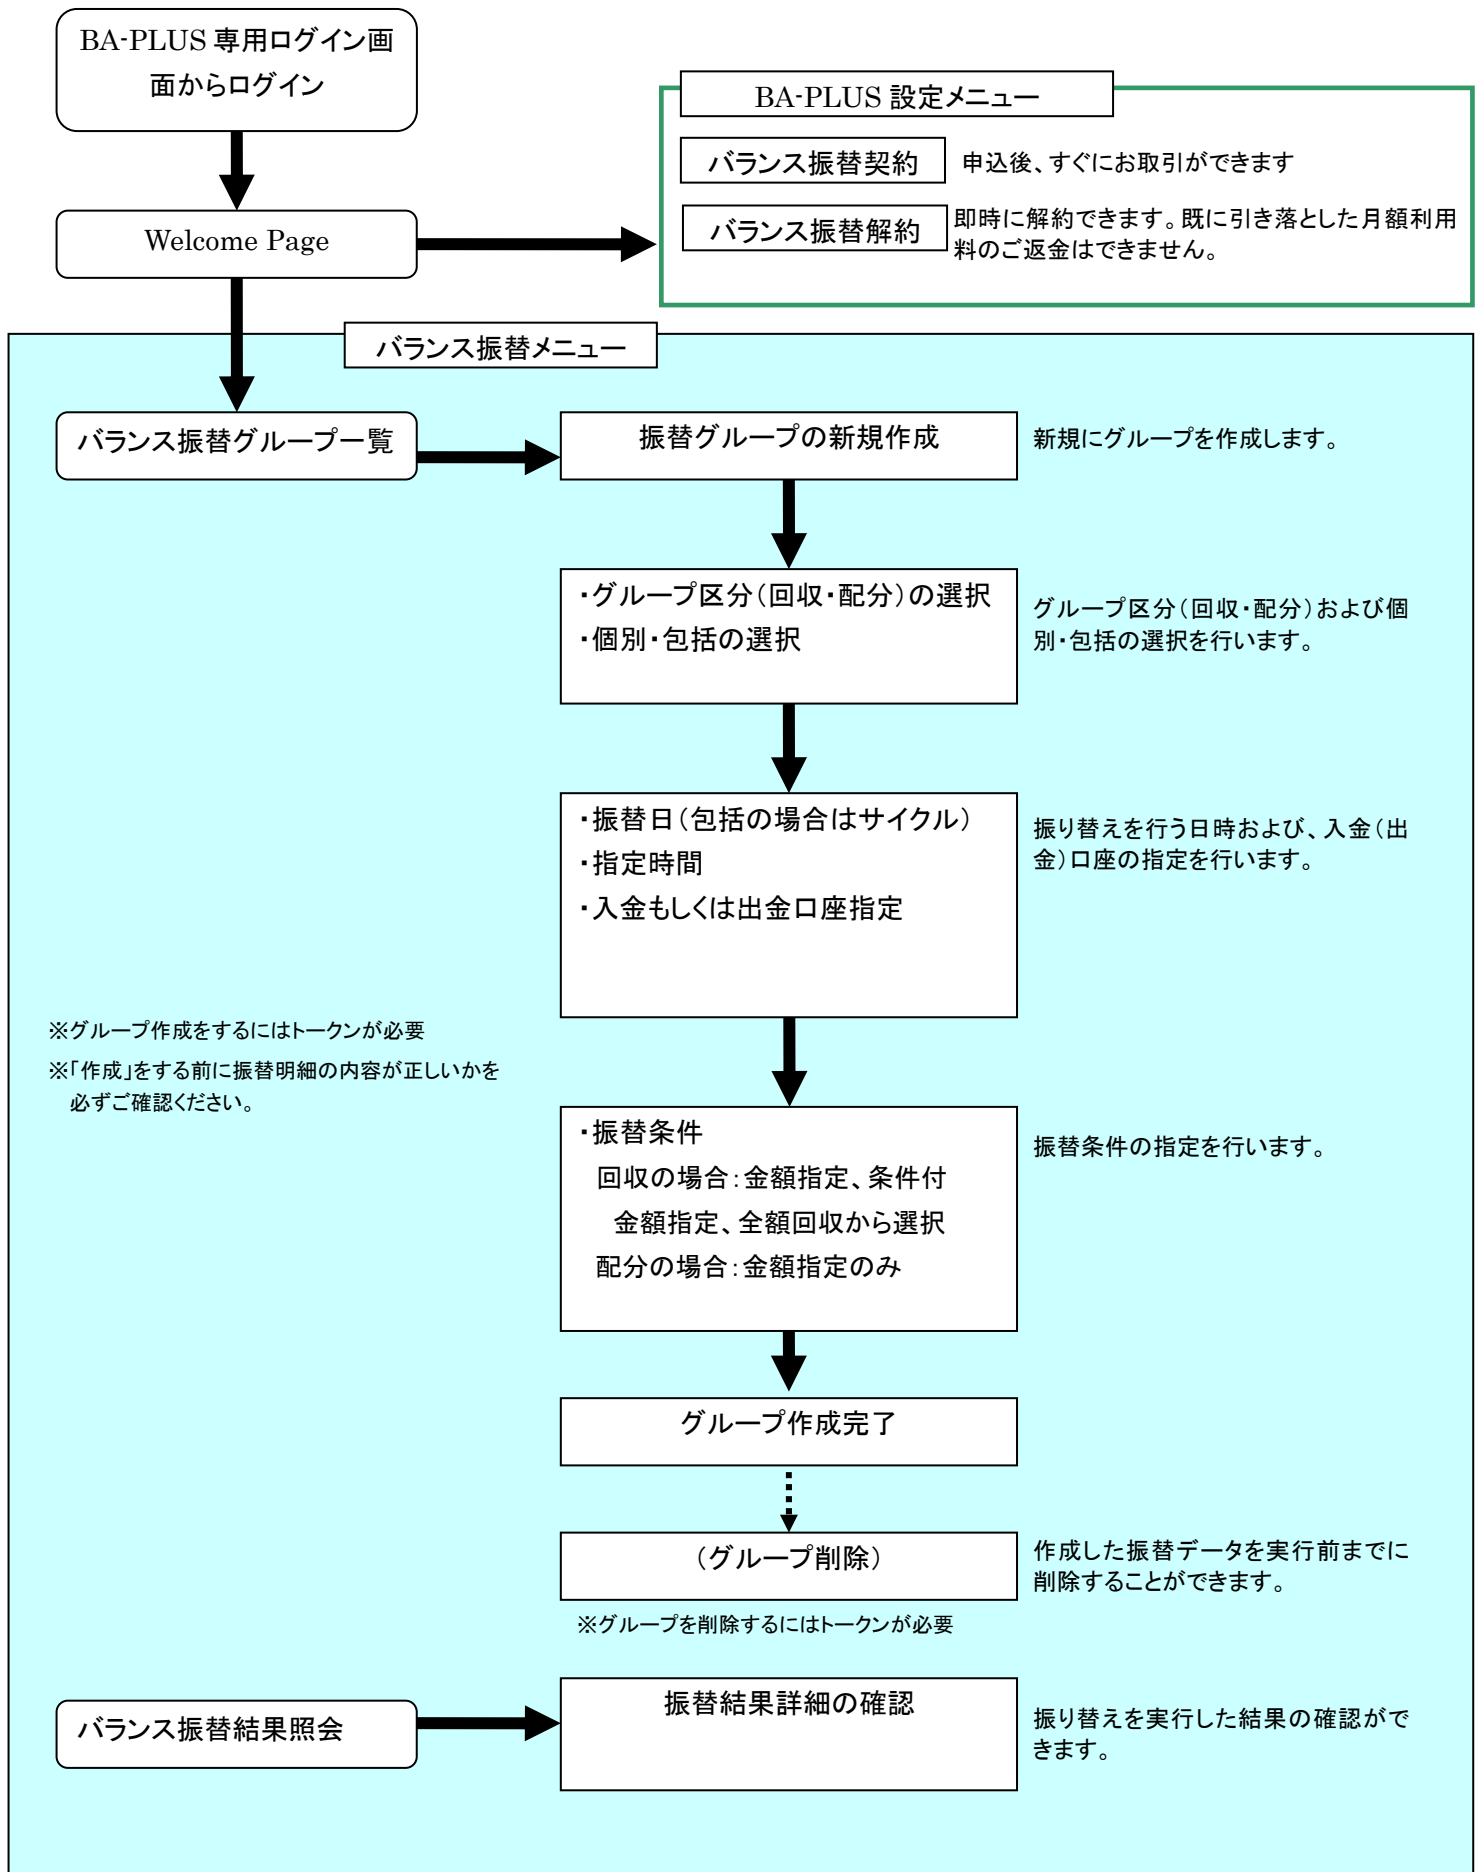 BA-PLUS 専用ログイン画
面からログイン
BA-PLUS 設定メニュー
バランス振替契約
申込後、すぐにお取引ができます
バランス振替解約
即時に解約できます。既に引き落とした月額利用
料のご返金はできません。
Welcome Page
バランス振替メニュー
バランス振替グループ一覧
振替グループの新規作成
新規にグループを作成します。
・グループ区分（回収・配分）の選択
・個別・包括の選択
グループ区分（回収・配分）および個
別・包括の選択を行います。
・振替日（包括の場合はサイクル）
・指定時間
・入金もしくは出金口座指定
振り替えを行う日時および、入金（出
金）口座の指定を行います。
※グループ作成をするにはトークンが必要
※「作成」をする前に振替明細の内容が正しいかを
必ずご確認ください。
・振替条件
回収の場合：金額指定、条件付
金額指定、全額回収から選択
配分の場合：金額指定のみ
振替条件の指定を行います。
グループ作成完了
（グループ削除）
作成した振替データを実行前までに
削除することができます。
※グループを削除するにはトークンが必要
バランス振替結果照会
振替結果詳細の確認
振り替えを実行した結果の確認がで
きます。